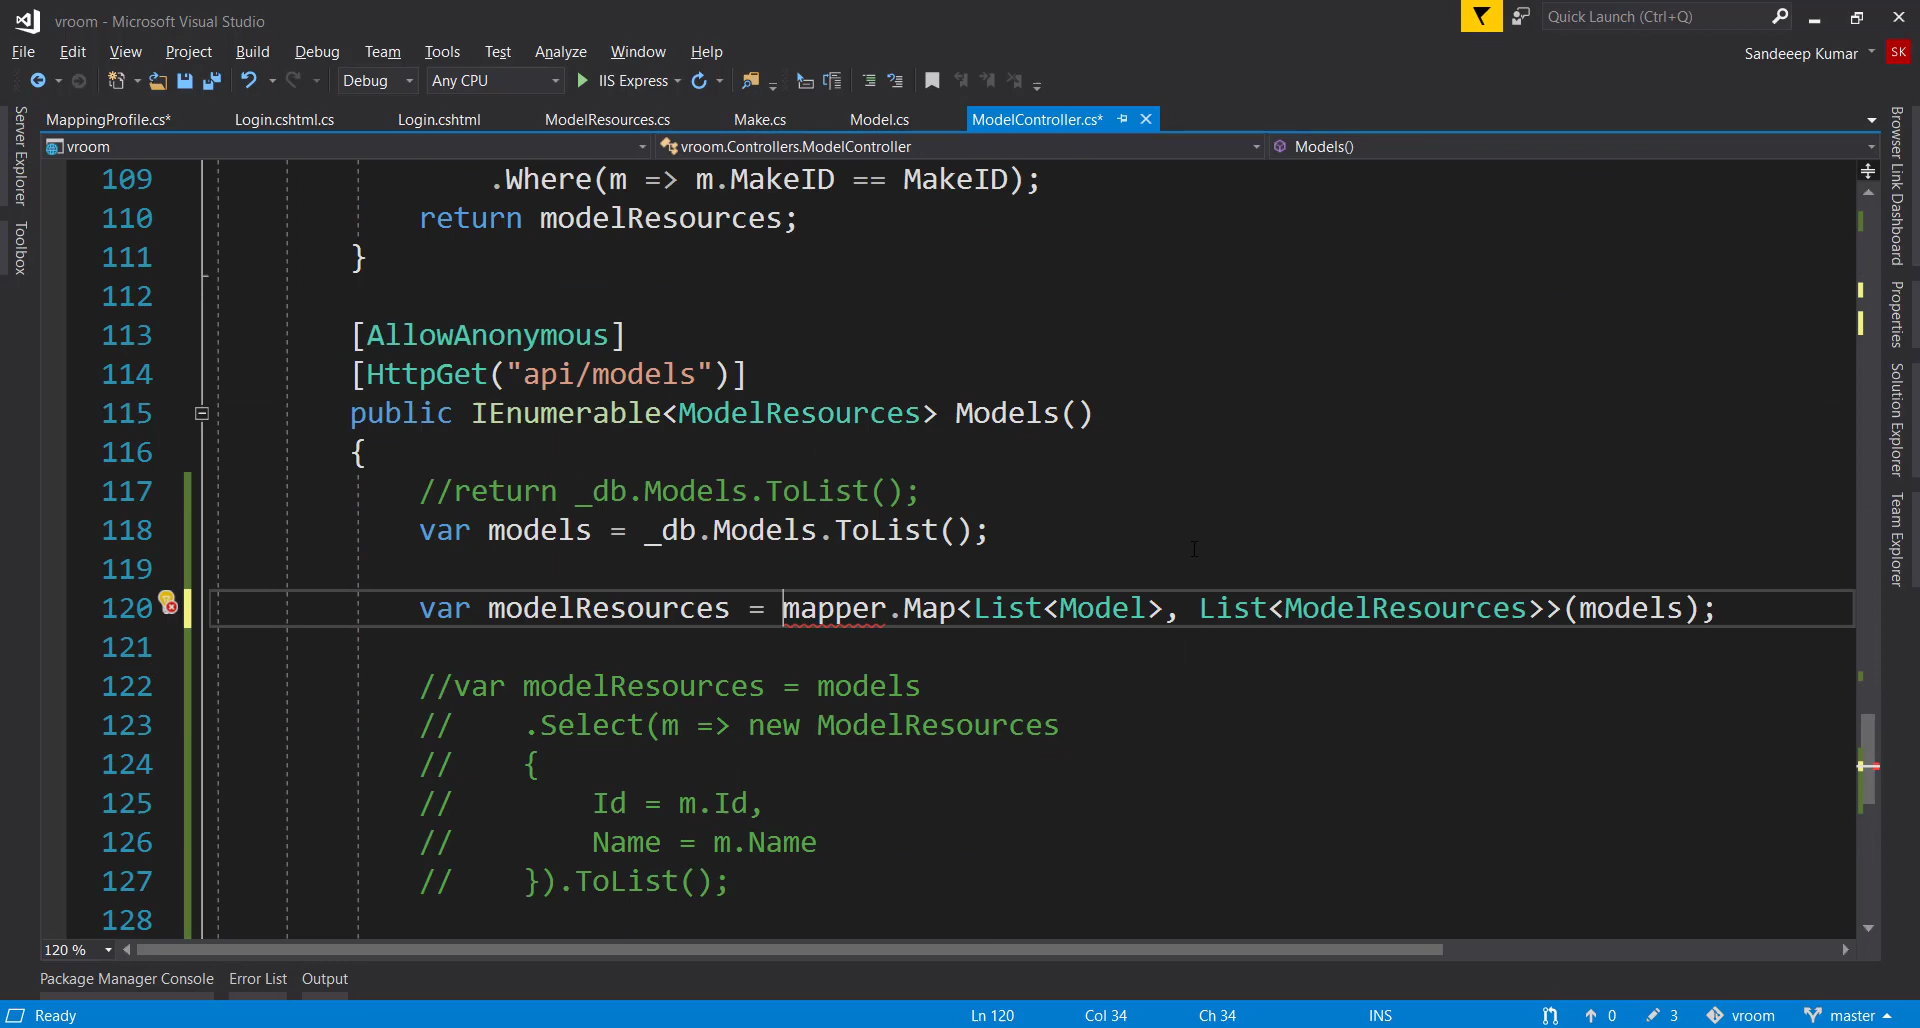 vroom - Microsoft Visual Studio
Quick Launch (Ctrl+Q)
File Edit View Project Build Debug Team Tools Test Analyze Window Help
Sandeeep Kumar SK
Debug Any CPU IIS Express
MappingProfile.cs* Login.cshtml.cs Login.cshtml ModelResources.cs Make.cs Model.cs ModelController.cs*
vroom vroom.Controllers.ModelController Models()
Server Explorer
Toolbox
109 .Where(m => m.MakeID == MakeID);
110 return modelResources;
111 }
112
113 [AllowAnonymous]
114 [HttpGet("api/models")]
115 public IEnumerable<ModelResources> Models()
116 {
117 //return _db.Models.ToList();
118 var models = _db.Models.ToList();
119
120 var modelResources = mapper.Map<List<Model>, List<ModelResources>>(models);
121
122 //var modelResources = models
123 // .Select(m => new ModelResources
124 // {
125 // Id = m.Id,
126 // Name = m.Name
127 // }).ToList();
128
Browser Link Dashboard
Properties
Solution Explorer
Team Explorer
120 %
Package Manager Console Error List Output
Ready Ln 120 Col 34 Ch 34 INS 0 3 vroom master